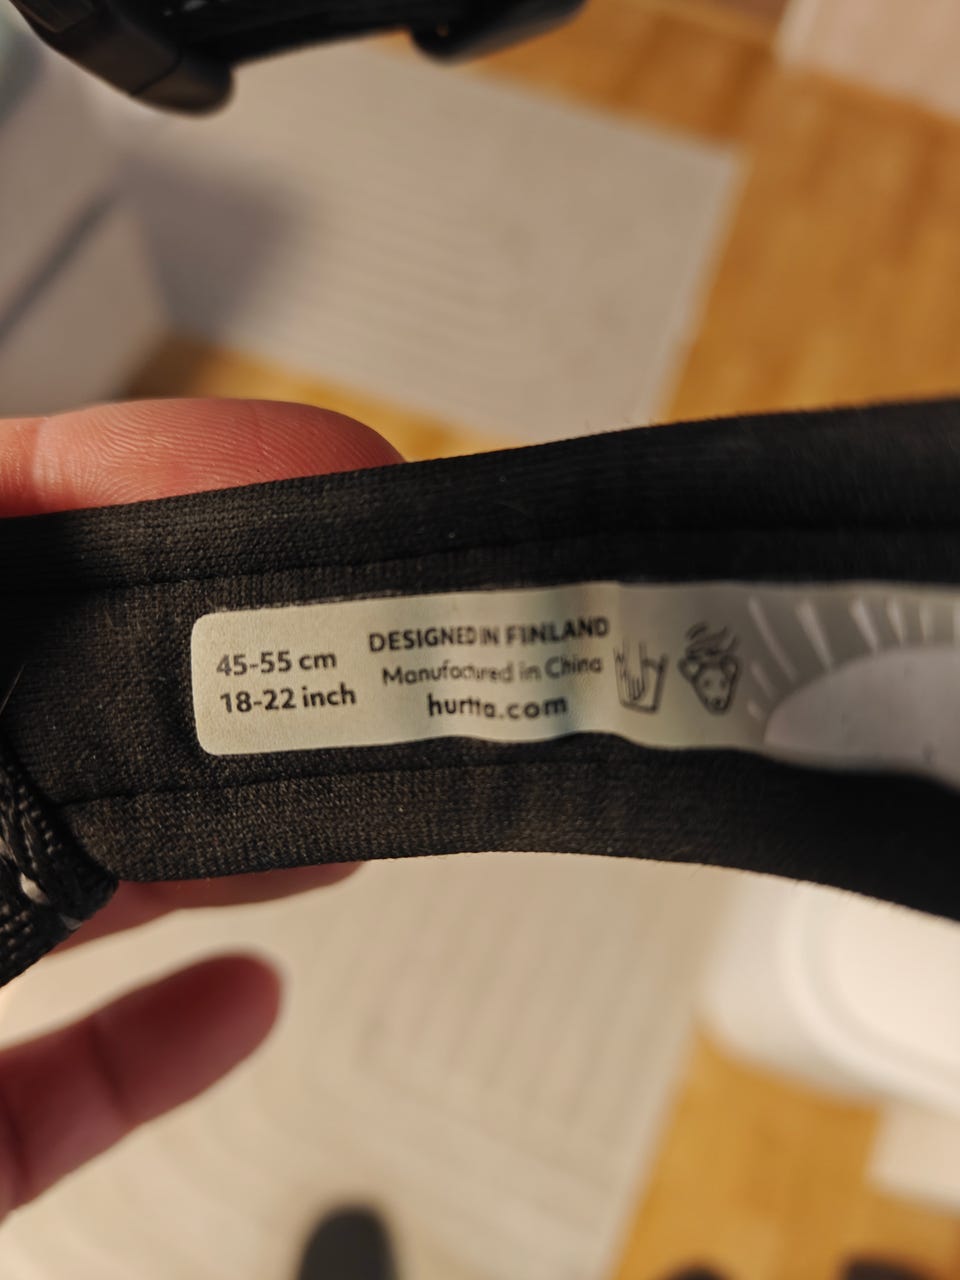 45-55 cm
18-22 inch
DESIGNED IN FINLAND
Manufactured in China
hurtta.com